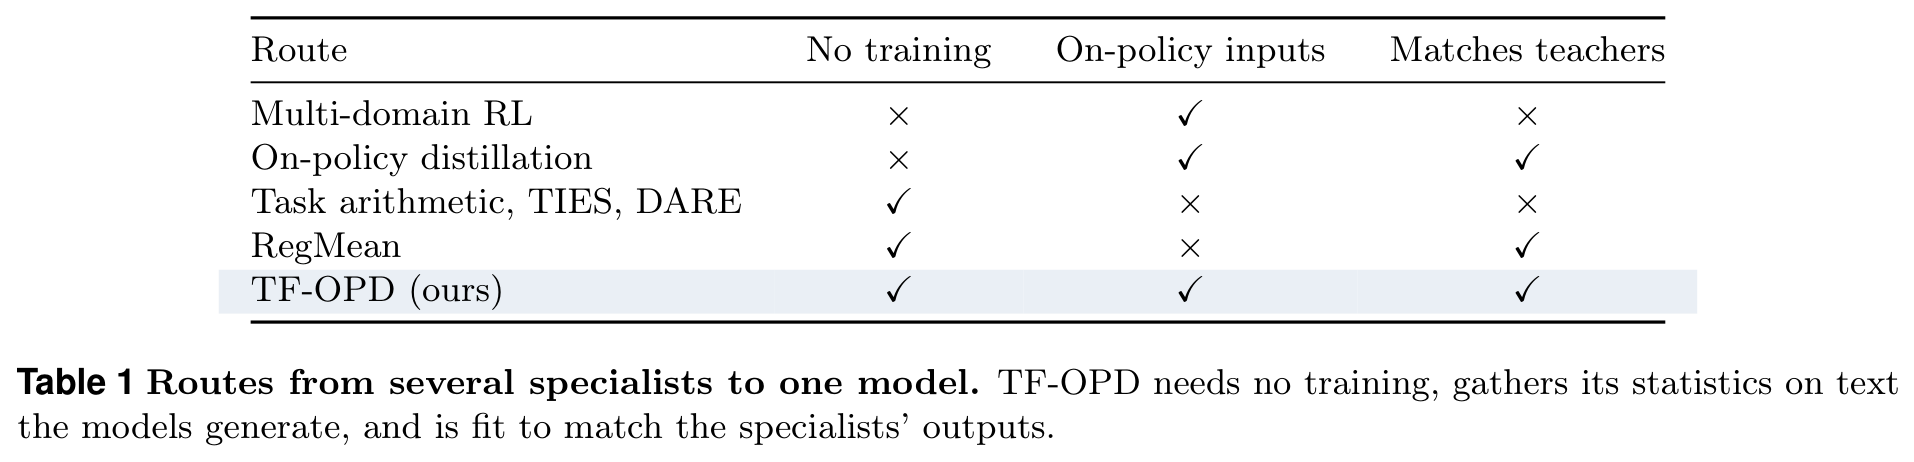 Route No training On-policy inputs Matches teachers
Multi-domain RL × ✓ ×
On-policy distillation × ✓ ✓
Task arithmetic, TIES, DARE ✓ × ×
RegMean ✓ × ✓
TF-OPD (ours) ✓ ✓ ✓
Table 1 Routes from several specialists to one model. TF-OPD needs no training, gathers its statistics on text
the models generate, and is fit to match the specialists’ outputs.